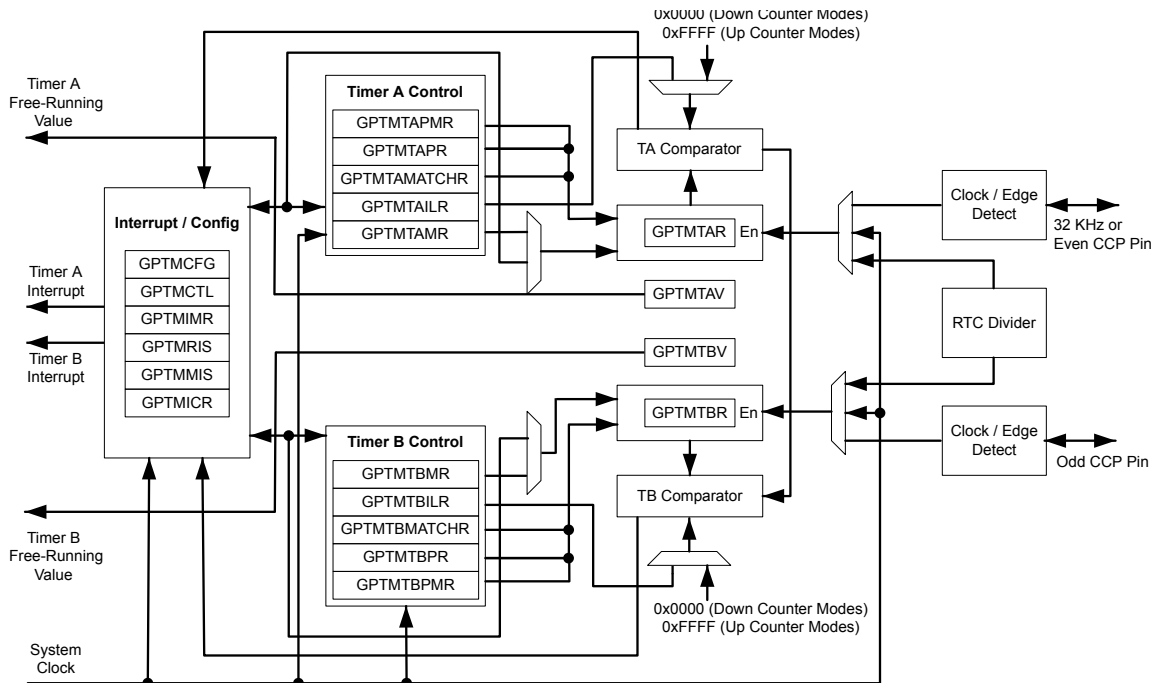 0x0000 (Down Counter Modes)
0xFFFF (Up Counter Modes)
Timer A
Free-Running
Value
Timer A Control
GPTMTAPMR
GPTMTAPR
GPTMTAMATCHR
GPTMTAILR
GPTMTAMR
TA Comparator
GPTMTAR
En
Clock / Edge
Detect
32 KHz or
Even CCP Pin
Interrupt / Config
GPTMCFG
GPTMCTL
GPTMIMR
GPTMRIS
GPTMMIS
GPTMICR
Timer A
Interrupt
Timer B
Interrupt
GPTMTAV
RTC Divider
GPTMTBV
GPTMTBR
En
Clock / Edge
Detect
Odd CCP Pin
Timer B Control
GPTMTBMR
GPTMTBILR
GPTMTBMATCHR
GPTMTBPR
GPTMTBPMR
TB Comparator
Timer B
Free-Running
Value
0x0000 (Down Counter Modes)
0xFFFF (Up Counter Modes)
System
Clock